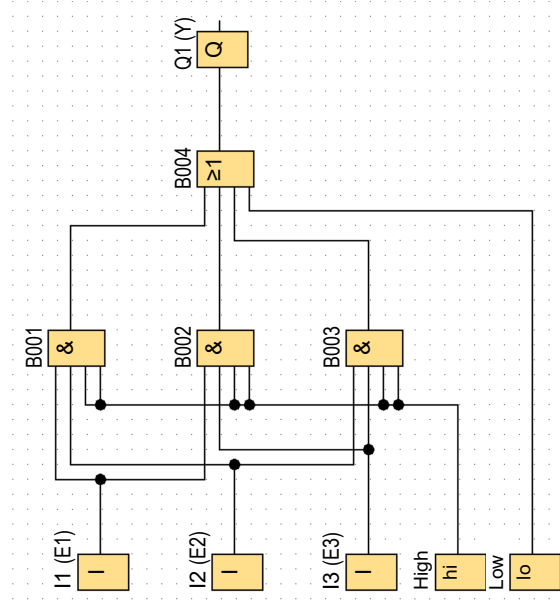 I1 (E1)
I
I2 (E2)
I
I3 (E3)
I
High
hi
Low
lo
B001
&
B002
&
B003
&
B004
≥1
Q1 (Y)
Q